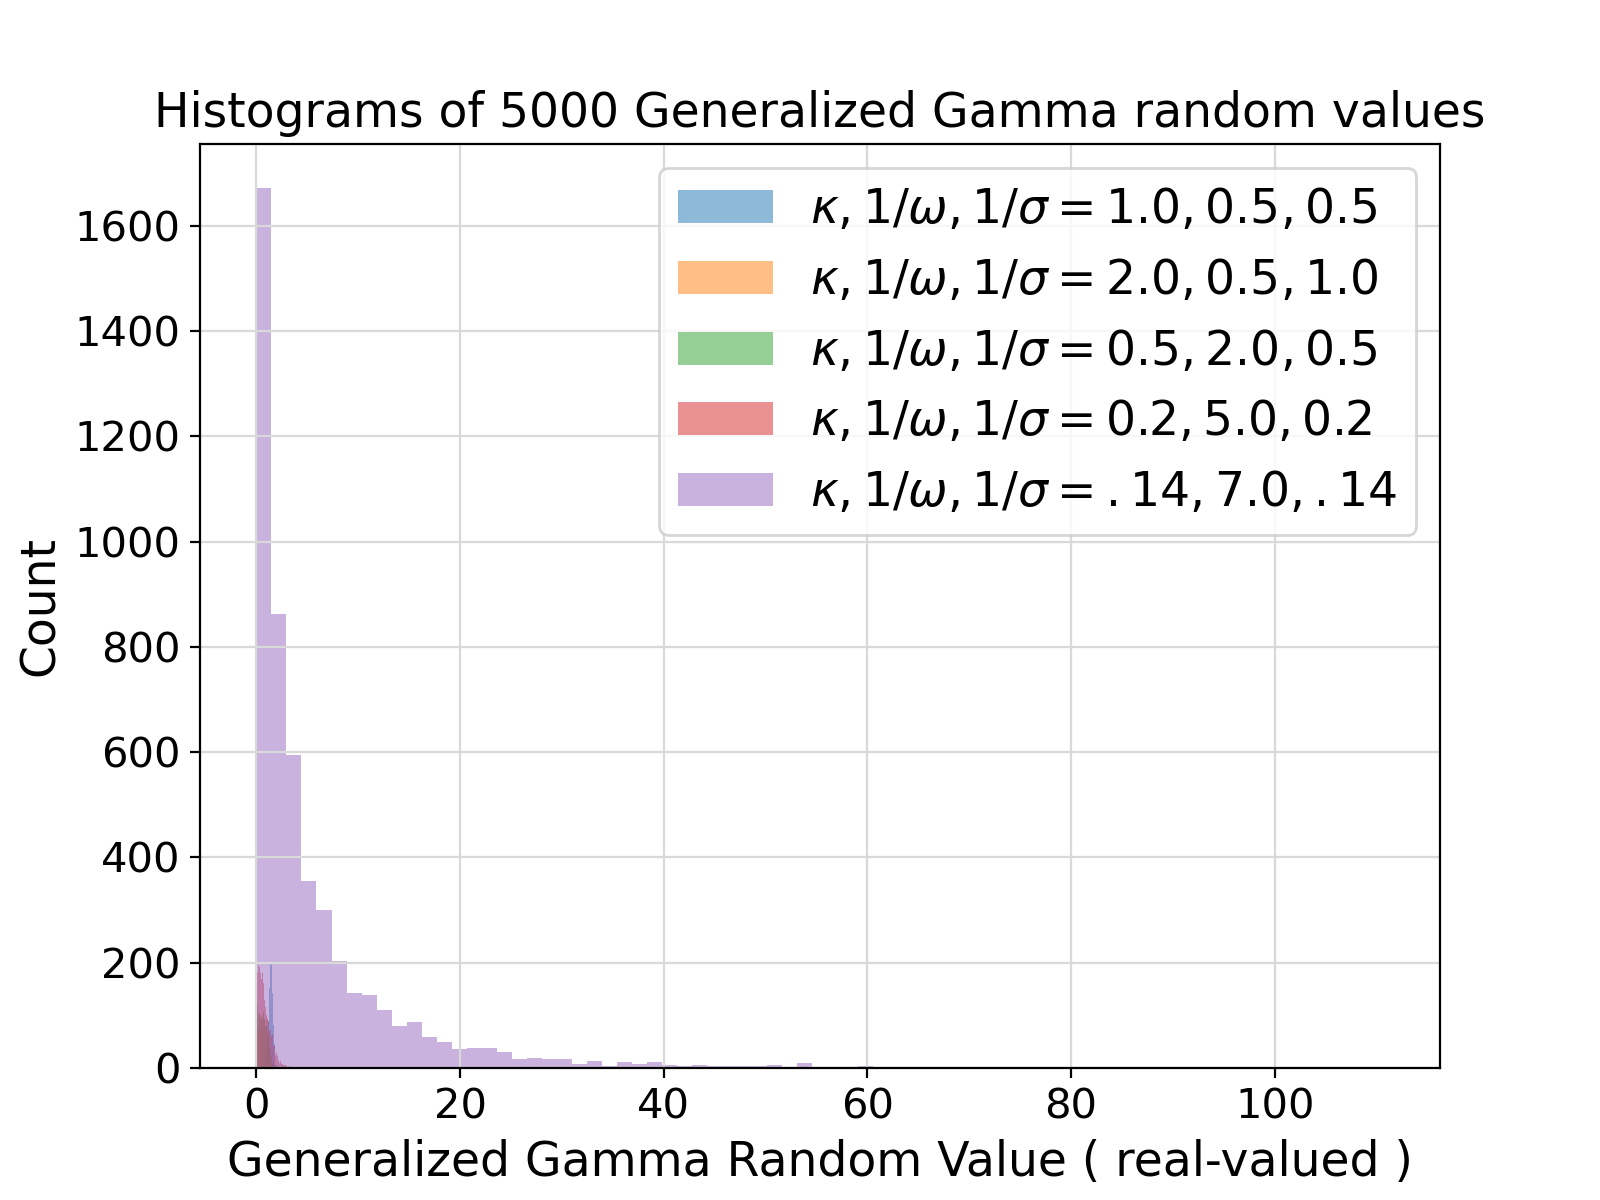 Histograms of 5000 Generalized Gamma random values
κ, 1/ω, 1/σ = 1.0, 0.5, 0.5
κ, 1/ω, 1/σ = 2.0, 0.5, 1.0
κ, 1/ω, 1/σ = 0.5, 2.0, 0.5
κ, 1/ω, 1/σ = 0.2, 5.0, 0.2
κ, 1/ω, 1/σ = .14, 7.0, .14
1600
1400
1200
1000
800
600
400
200
0
Count
0 20 40 60 80 100
Generalized Gamma Random Value ( real-valued )